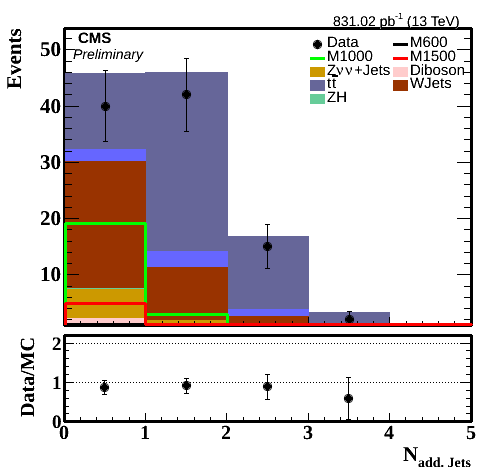 831.02 pb-1 (13 TeV)
CMS
Preliminary
Events
50
40
30
20
10
Data
M600
M1000
M1500
Zνν+Jets
Diboson
tt
WJets
ZH
Data/MC
2
1
0
0 1 2 3 4 5
Nadd. Jets